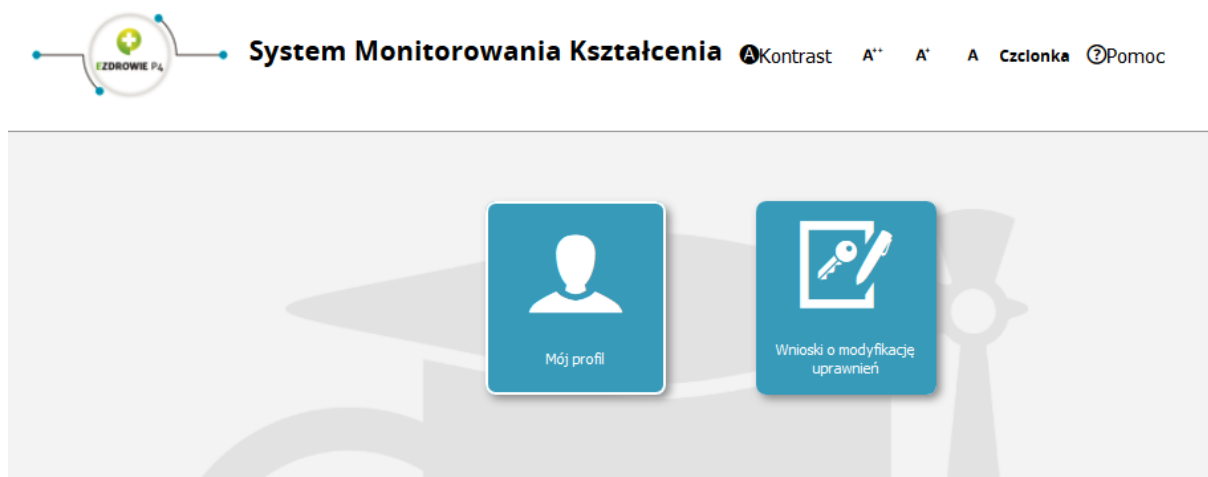 EZDROWIE P4
System Monitorowania Kształcenia
A Kontrast A++ A+ A Czcionka ? Pomoc
Mój profil
Wnioski o modyfikację
uprawnień